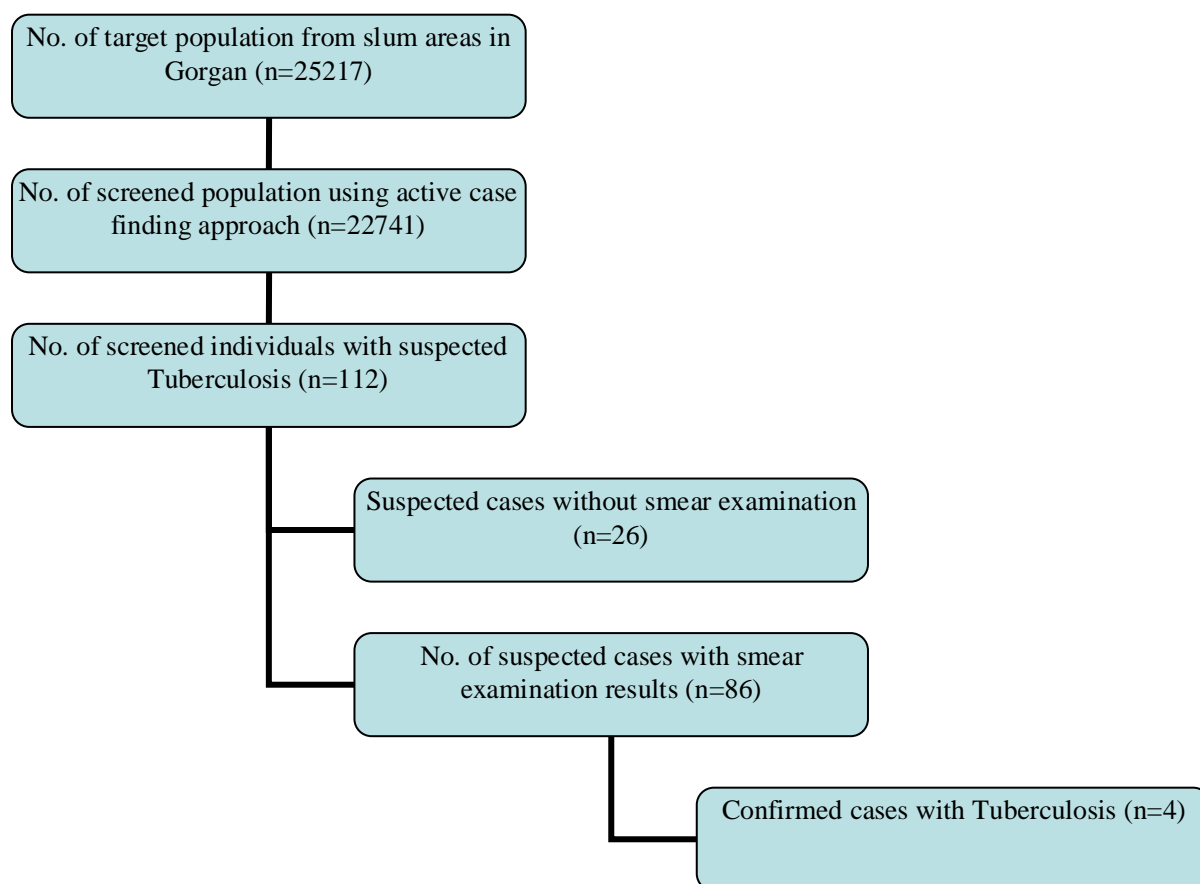 No. of target population from slum areas in
Gorgan (n=25217)
No. of screened population using active case
finding approach (n=22741)
No. of screened individuals with suspected
Tuberculosis (n=112)
Suspected cases without smear examination
(n=26)
No. of suspected cases with smear
examination results (n=86)
Confirmed cases with Tuberculosis (n=4)